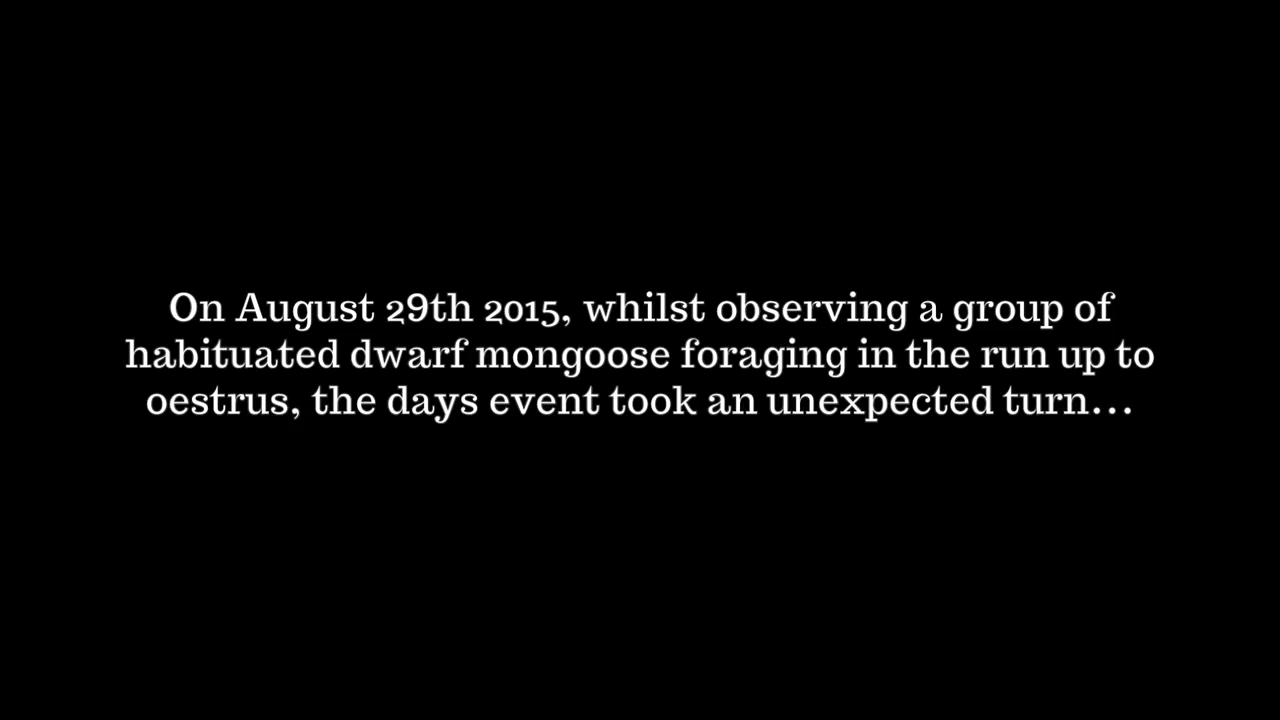 On August 29th 2015, whilst observing a group of
habituated dwarf mongoose foraging in the run up to
oestrus, the days event took an unexpected turn...